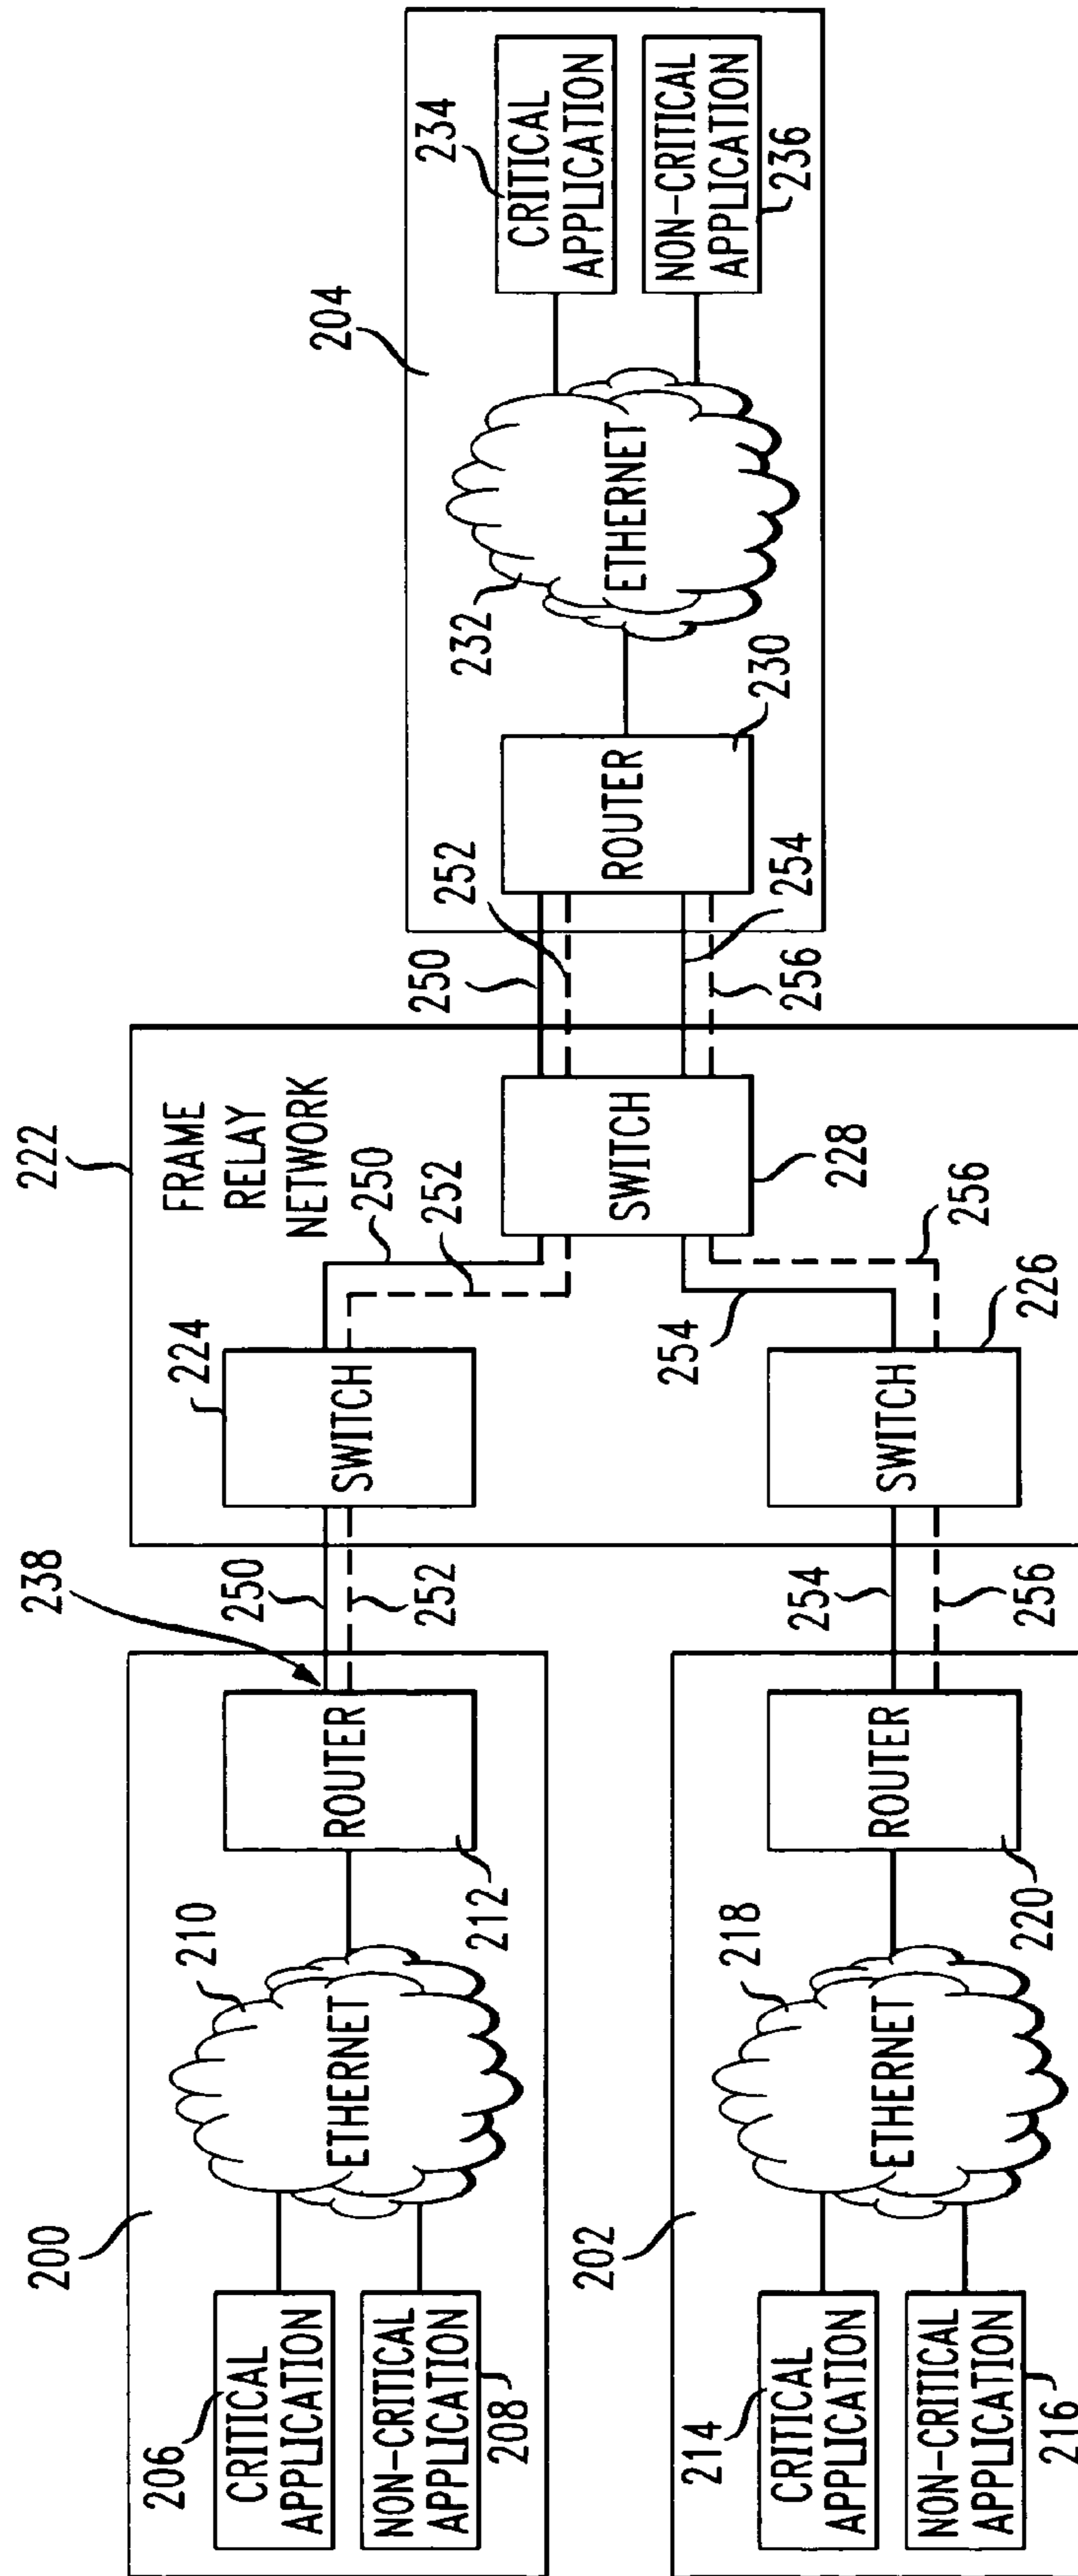 222
FRAME
RELAY
NETWORK
200
206
CRITICAL
APPLICATION
NON-CRITICAL
APPLICATION
208
210
ETHERNET
ROUTER
212
238
250
252
224
SWITCH
250
252
SWITCH
228
250
252
204
ROUTER
230
232
ETHERNET
234
CRITICAL
APPLICATION
NON-CRITICAL
APPLICATION
236
202
214
CRITICAL
APPLICATION
NON-CRITICAL
APPLICATION
216
218
ETHERNET
ROUTER
220
254
256
SWITCH
226
254
256
254
256